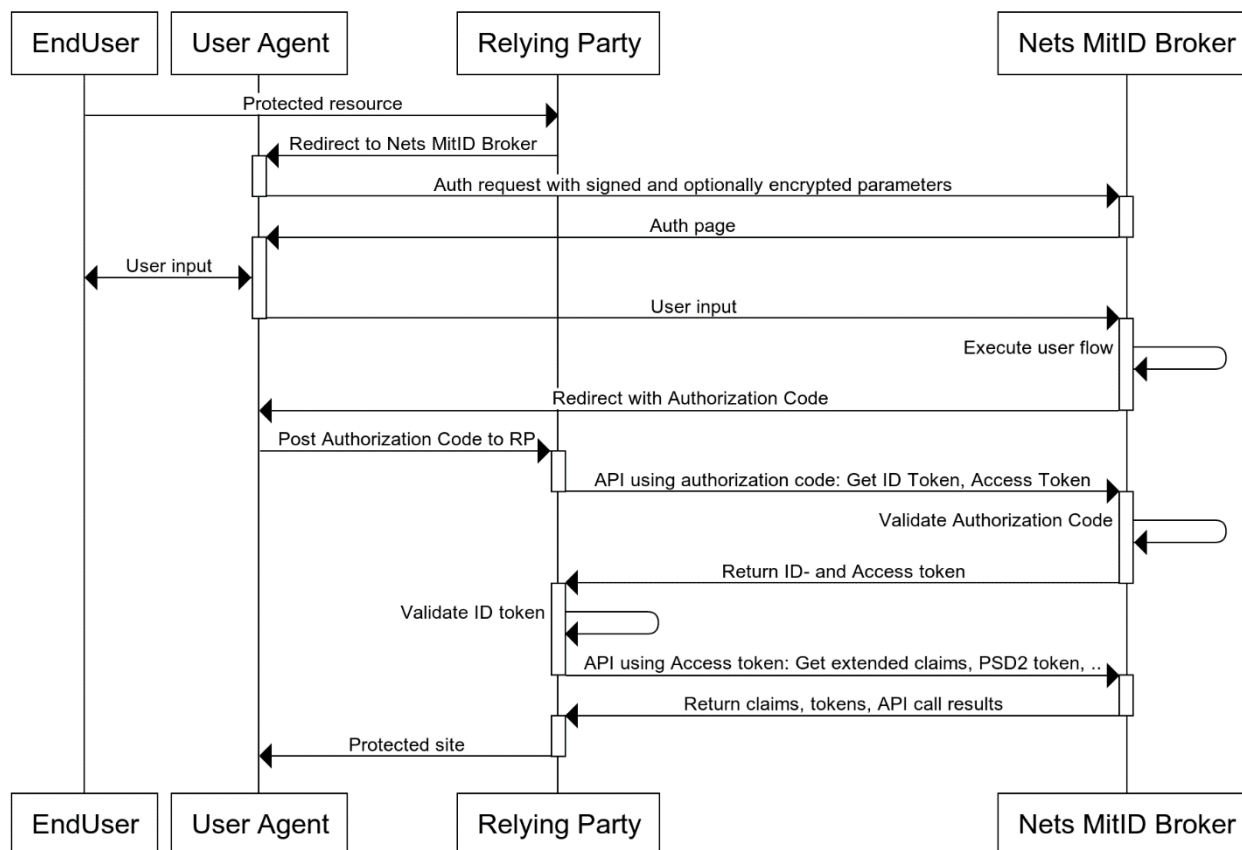 EndUser
User Agent
Relying Party
Nets MitID Broker
Protected resource
Redirect to Nets MitID Broker
Auth request with signed and optionally encrypted parameters
Auth page
User input
User input
Execute user flow
Redirect with Authorization Code
Post Authorization Code to RP
API using authorization code: Get ID Token, Access Token
Validate Authorization Code
Return ID- and Access token
Validate ID token
API using Access token: Get extended claims, PSD2 token, ..
Return claims, tokens, API call results
Protected site
EndUser
User Agent
Relying Party
Nets MitID Broker